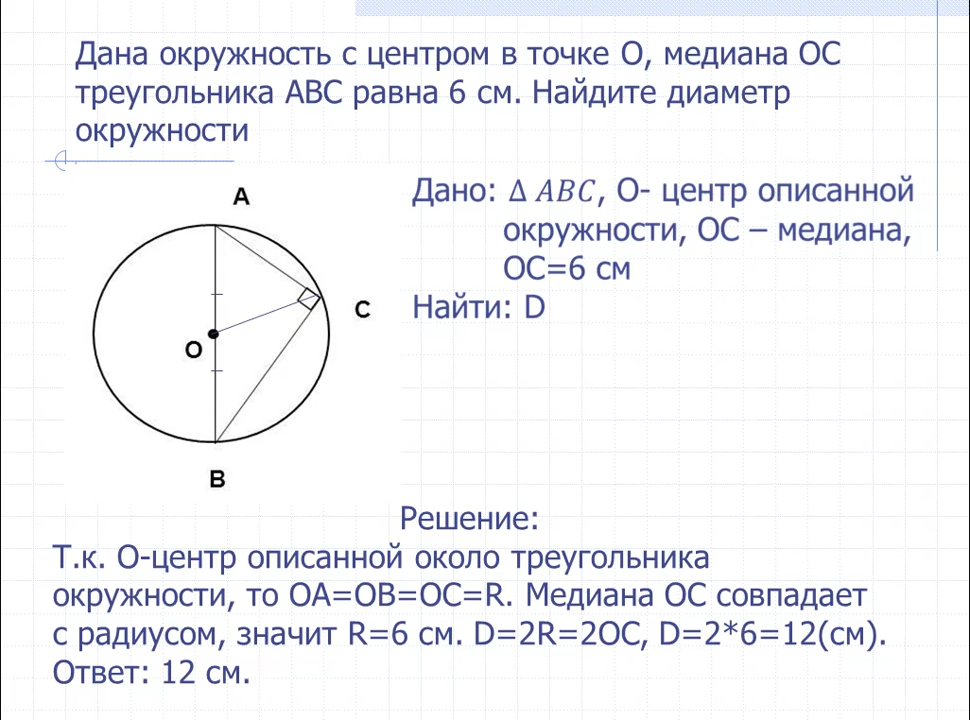 Дана окружность с центром в точке О, медиана ОС
треугольника АВС равна 6 см. Найдите диаметр
окружности
A
C
O
B
Дано: Δ ABC, О- центр описанной
окружности, ОС – медиана,
ОС=6 см
Найти: D
Решение:
Т.к. О-центр описанной около треугольника
окружности, то ОА=ОВ=ОС=R. Медиана ОС совпадает
с радиусом, значит R=6 см. D=2R=2OC, D=2*6=12(см).
Ответ: 12 см.